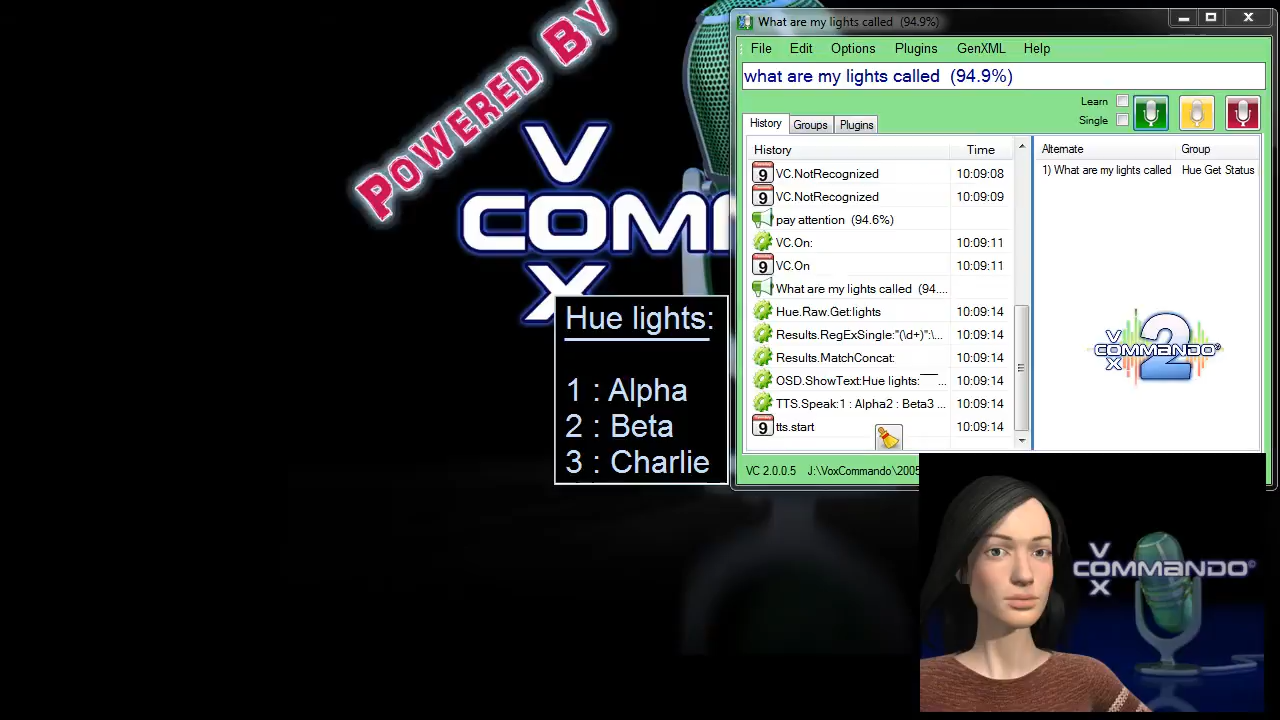 POWERED BY
VOX COMM
What are my lights called (94.9%)
File Edit Options Plugins GenXML Help
what are my lights called (94.9%)
Learn
Single
History Groups Plugins
History Time
VC.NotRecognized 10:09:08
VC.NotRecognized 10:09:09
pay attention (94.6%)
VC.On: 10:09:11
VC.On 10:09:11
What are my lights called (94....
Hue.Raw.Get:lights 10:09:14
Results.RegExSingle:"(\d+)":\... 10:09:14
Results.MatchConcat: 10:09:14
OSD.ShowText:Hue lights: ... 10:09:14
TTS.Speak:1 : Alpha2 : Beta3 ... 10:09:14
tts.start 10:09:14
Alternate Group
1) What are my lights called Hue Get Status
VOX COMMANDO© 2
Hue lights:
1 : Alpha
2 : Beta
3 : Charlie
VC 2.0.0.5 J:\VoxCommando\2005
VOX COMMANDO©